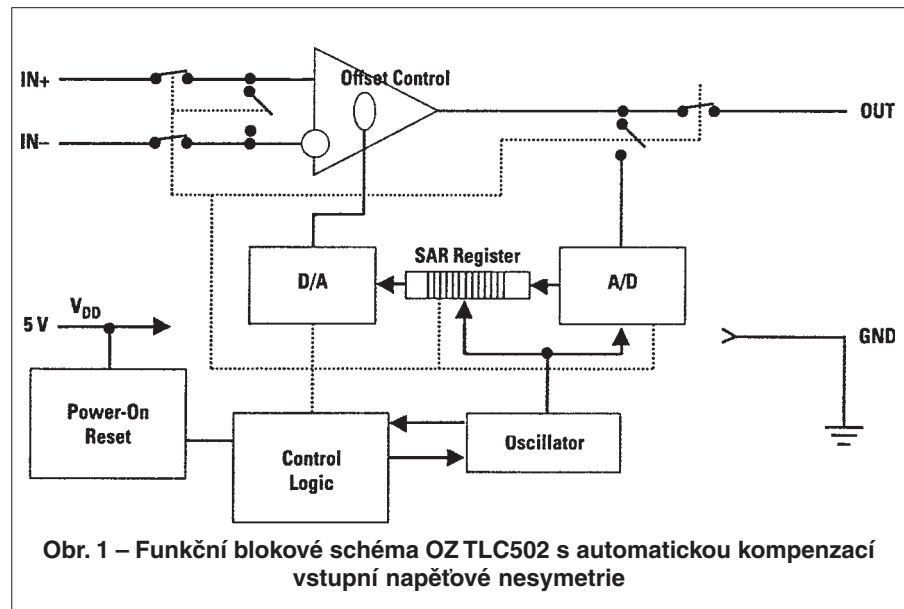 IN+
Offset Control
IN–
OUT
SAR Register
D/A
A/D
5 V
VDD
GND
Power-On
Reset
Control
Logic
Oscillator
Obr. 1 – Funkční blokové schéma OZ TLC502 s automatickou kompenzací
vstupní napěťové nesymetrie